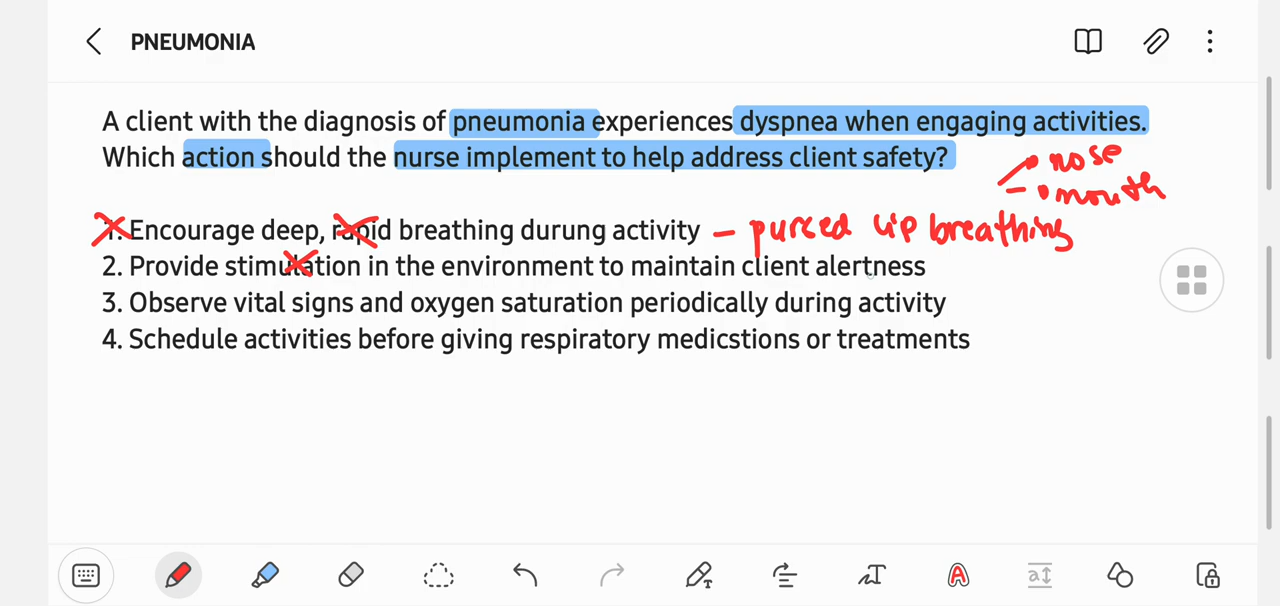 PNEUMONIA
A client with the diagnosis of pneumonia experiences dyspnea when engaging activities.
Which action should the nurse implement to help address client safety?
nose
mouth
1. Encourage deep, rapid breathing durung activity – pursed lip breathing
2. Provide stimulation in the environment to maintain client alertness
3. Observe vital signs and oxygen saturation periodically during activity
4. Schedule activities before giving respiratory medicstions or treatments